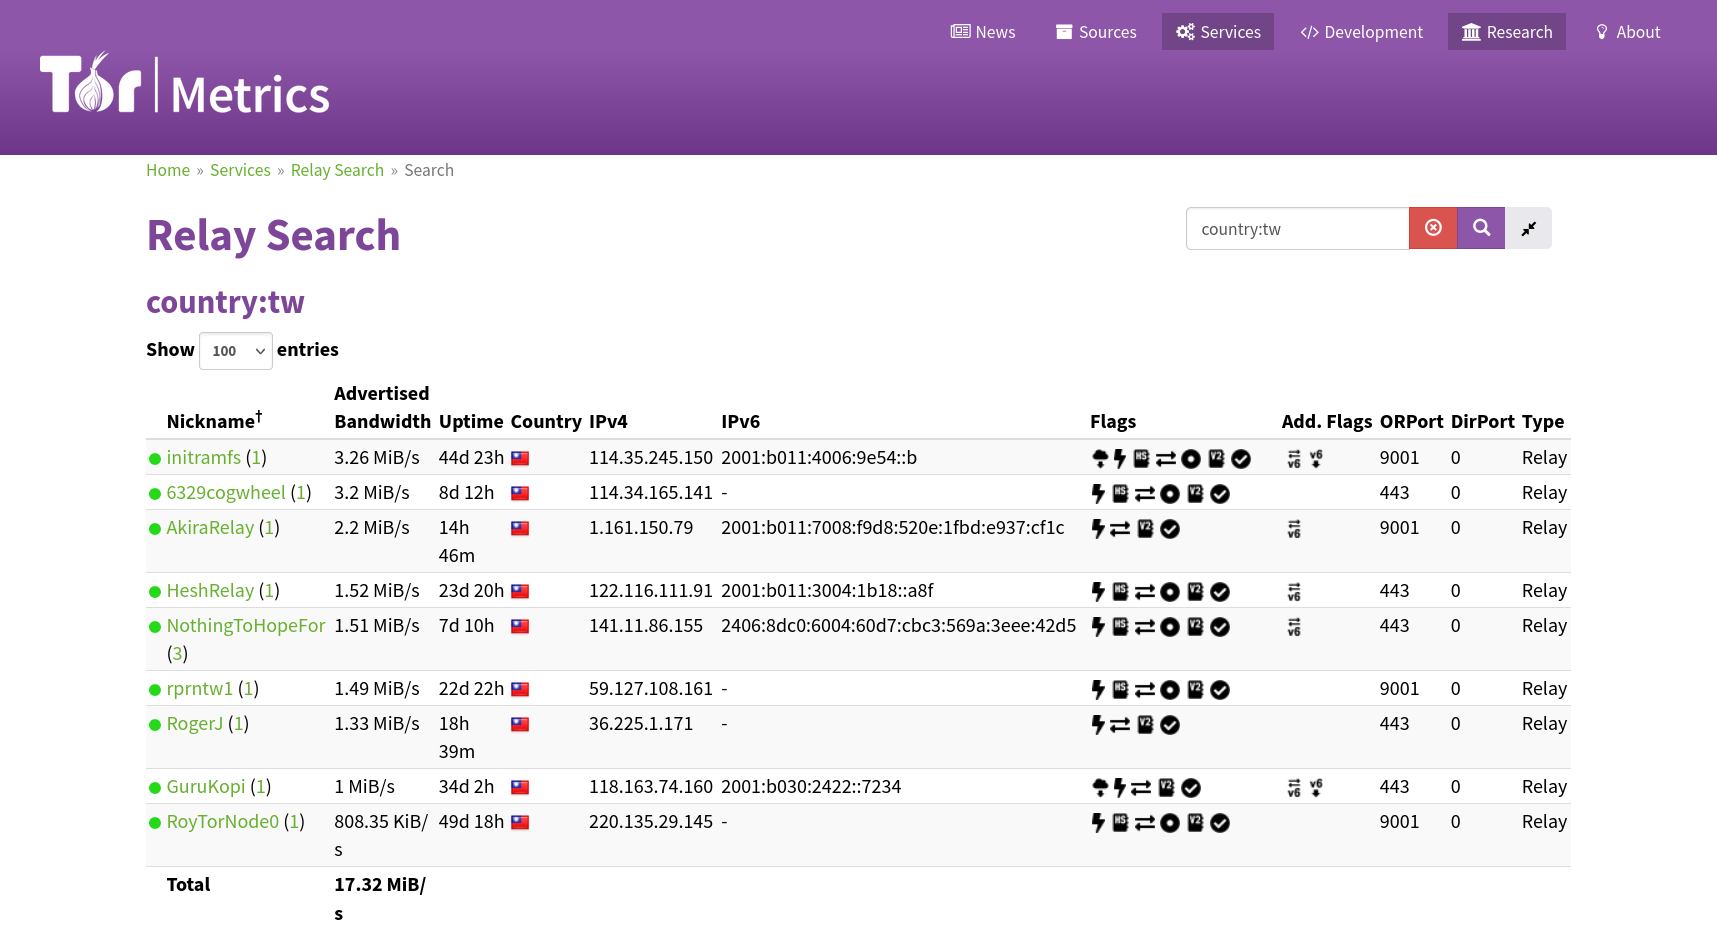 News Sources Services </> Development Research About
Tor | Metrics
Home » Services » Relay Search » Search
Relay Search
country:tw
country:tw
Show 100 entries
Nickname† Advertised Bandwidth Uptime Country IPv4 IPv6 Flags Add. Flags ORPort DirPort Type
initramfs (1) 3.26 MiB/s 44d 23h 114.35.245.150 2001:b011:4006:9e54::b 9001 0 Relay
6329cogwheel (1) 3.2 MiB/s 8d 12h 114.34.165.141 - 443 0 Relay
AkiraRelay (1) 2.2 MiB/s 14h 46m 1.161.150.79 2001:b011:7008:f9d8:520e:1fbd:e937:cf1c 9001 0 Relay
HeshRelay (1) 1.52 MiB/s 23d 20h 122.116.111.91 2001:b011:3004:1b18::a8f 443 0 Relay
NothingToHopeFor (3) 1.51 MiB/s 7d 10h 141.11.86.155 2406:8dc0:6004:60d7:cbc3:569a:3eee:42d5 443 0 Relay
rprntw1 (1) 1.49 MiB/s 22d 22h 59.127.108.161 - 9001 0 Relay
RogerJ (1) 1.33 MiB/s 18h 39m 36.225.1.171 - 443 0 Relay
GuruKopi (1) 1 MiB/s 34d 2h 118.163.74.160 2001:b030:2422::7234 443 0 Relay
RoyTorNode0 (1) 808.35 KiB/s 49d 18h 220.135.29.145 - 9001 0 Relay
Total 17.32 MiB/s